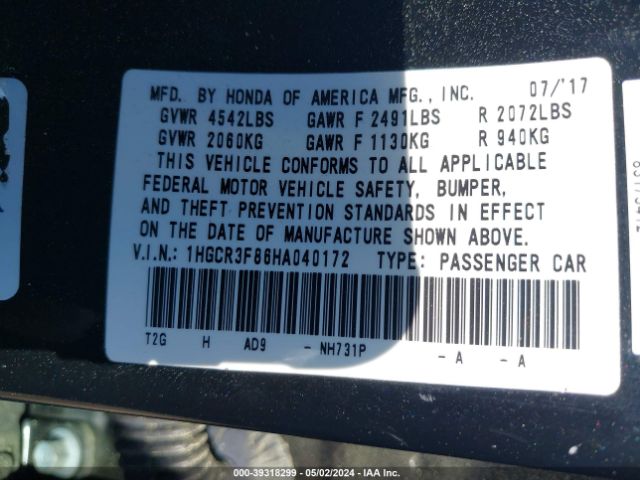 MFD. BY HONDA OF AMERICA MFG., INC. 07/'17
GVWR 4542LBS GAWR F 2491LBS R 2072LBS
GVWR 2060KG GAWR F 1130KG R 940KG
THIS VEHICLE CONFORMS TO ALL APPLICABLE
FEDERAL MOTOR VEHICLE SAFETY, BUMPER,
AND THEFT PREVENTION STANDARDS IN EFFECT
ON THE DATE OF MANUFACTURE SHOWN ABOVE.
V.I.N.: 1HGCR3F86HA040172 TYPE: PASSENGER CAR
T2G H AD9 - NH731P - A - A
000-39318299 - 05/02/2024 - IAA Inc.